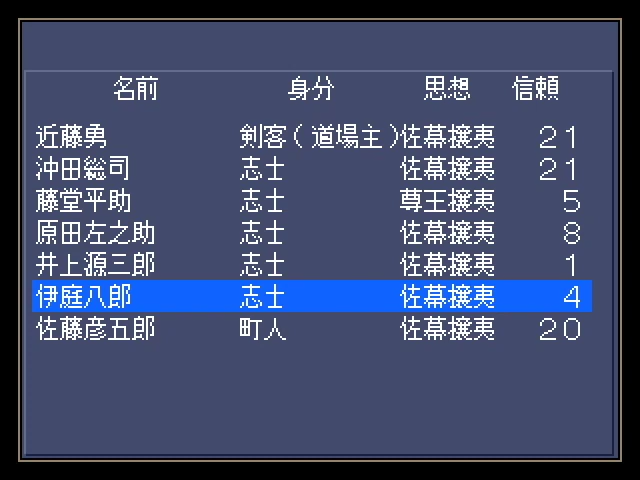 名前 身分 思想 信頼
近藤勇 剣客(道場主)佐幕攘夷 21
沖田総司 志士 佐幕攘夷 21
藤堂平助 志士 尊王攘夷 5
原田左之助 志士 佐幕攘夷 8
井上源三郎 志士 佐幕攘夷 1
伊庭八郎 志士 佐幕攘夷 4
佐藤彦五郎 町人 佐幕攘夷 20